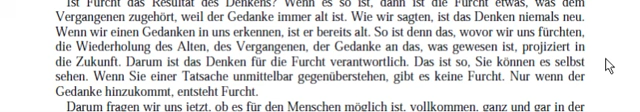 ist Furcht das Resultat des Denkens? Wenn es so ist, dann ist die Furcht etwas, was dem
Vergangenen zugehört, weil der Gedanke immer alt ist. Wie wir sagten, ist das Denken niemals neu.
Wenn wir einen Gedanken in uns erkennen, ist er bereits alt. So ist denn das, wovor wir uns fürchten,
die Wiederholung des Alten, des Vergangenen, der Gedanke an das, was gewesen ist, projiziert in
die Zukunft. Darum ist das Denken für die Furcht verantwortlich. Das ist so, Sie können es selbst
sehen. Wenn Sie einer Tatsache unmittelbar gegenüberstehen, gibt es keine Furcht. Nur wenn der
Gedanke hinzukommt, entsteht Furcht.
Darum fragen wir uns jetzt, ob es für den Menschen möglich ist, vollkommen, ganz und gar in der